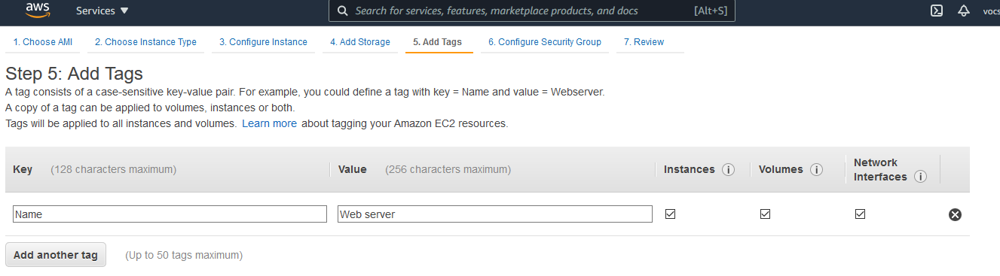 aws
Services
Search for services, features, marketplace products, and docs [Alt+S]
vocs
1. Choose AMI 2. Choose Instance Type 3. Configure Instance 4. Add Storage 5. Add Tags 6. Configure Security Group 7. Review
Step 5: Add Tags
A tag consists of a case-sensitive key-value pair. For example, you could define a tag with key = Name and value = Webserver.
A copy of a tag can be applied to volumes, instances or both.
Tags will be applied to all instances and volumes. Learn more about tagging your Amazon EC2 resources.
Key (128 characters maximum) Value (256 characters maximum) Instances Volumes Network
Interfaces
Name Web server
Add another tag (Up to 50 tags maximum)